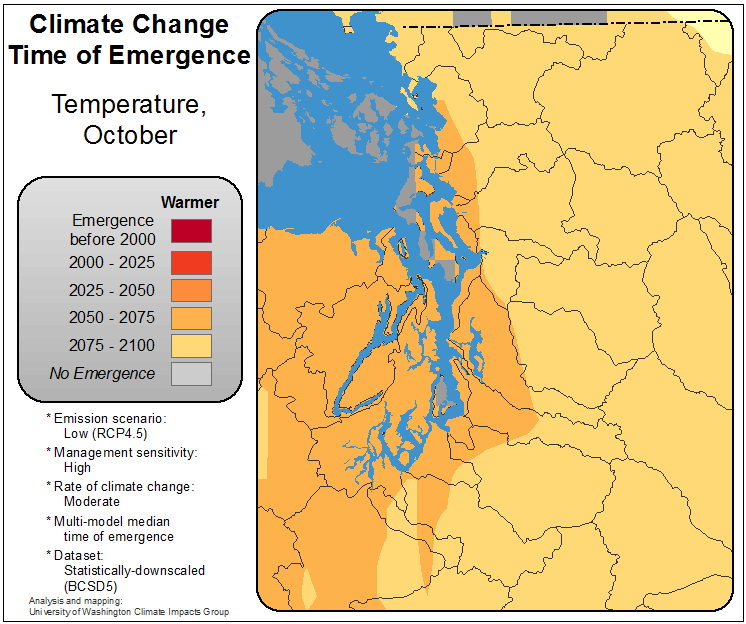 Climate Change
Time of Emergence
Temperature,
October
Warmer
Emergence
before 2000
2000 - 2025
2025 - 2050
2050 - 2075
2075 - 2100
No Emergence
* Emission scenario:
Low (RCP4.5)
* Management sensitivity:
High
* Rate of climate change:
Moderate
* Multi-model median
time of emergence
* Dataset:
Statistically-downscaled
(BCSD5)
Analysis and mapping:
University of Washington Climate Impacts Group